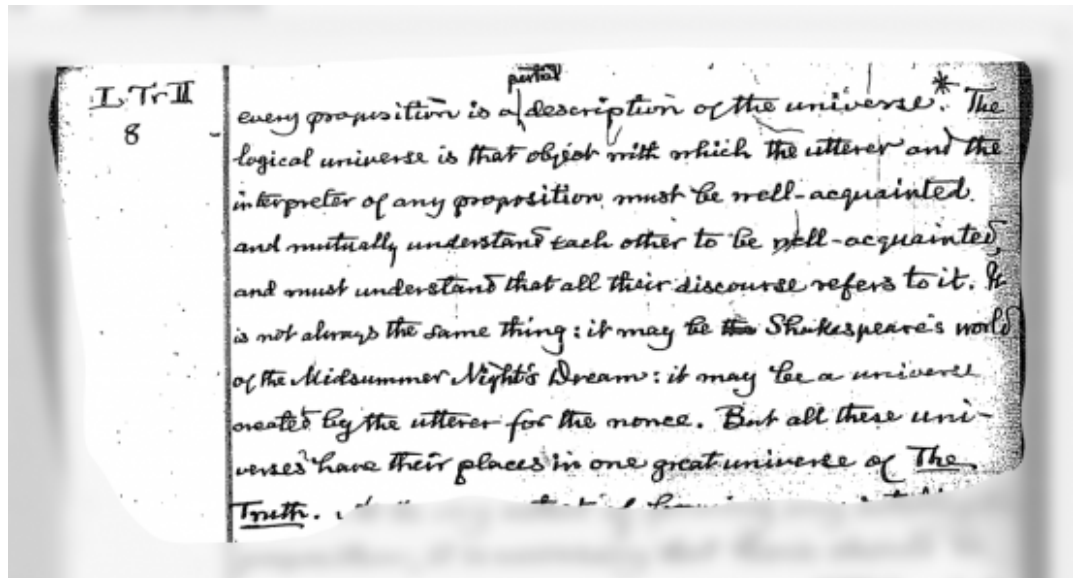 L Tr II
8
partial
every proposition is a description of the universe.* The
logical universe is that object with which the utterer and the
interpreter of any proposition must be well-acquainted
and mutually understand each other to be well-acquainted,
and must understand that all their discourse refers to it. It
is not always the same thing: it may be the Shakespeare's world
of the Midsummer Night's Dream: it may be a universe
created by the utterer for the nonce. But all these uni-
verses have their places in one great universe of The
Truth.